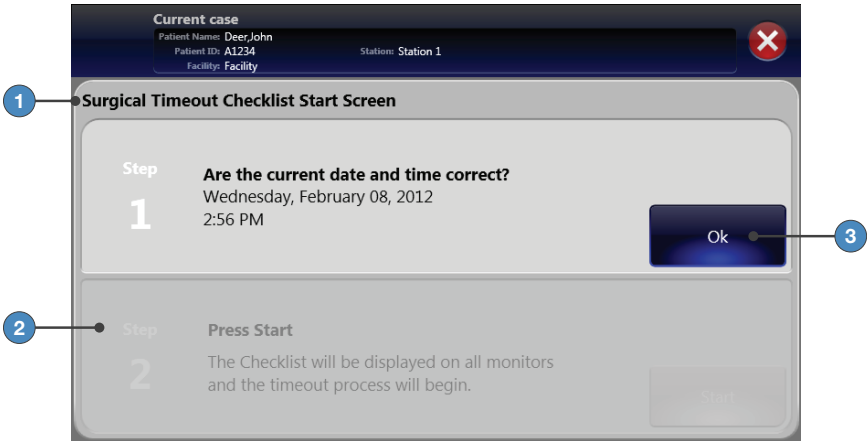 Current case
Patient Name: Deer,John
Patient ID: A1234 Station: Station 1
Facility: Facility
1
Surgical Timeout Checklist Start Screen
Step
1
Are the current date and time correct?
Wednesday, February 08, 2012
2:56 PM
Ok
3
2
Step
2
Press Start
The Checklist will be displayed on all monitors
and the timeout process will begin.
Start